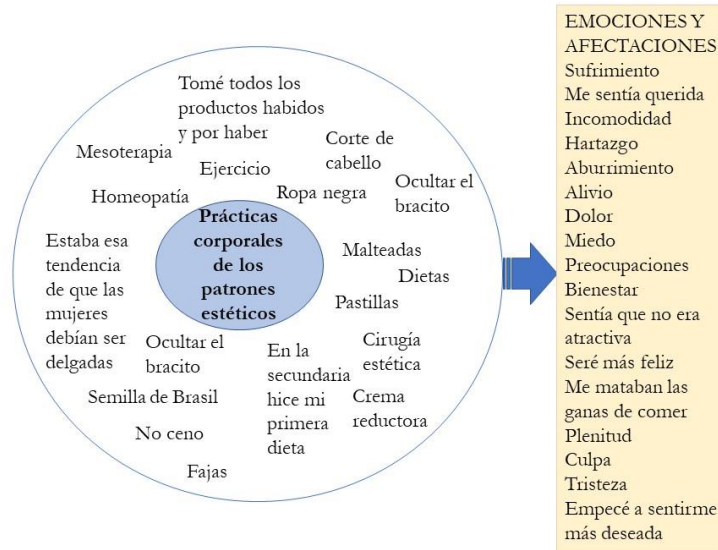 Tomé todos los
productos habidos
y por haber
Mesoterapia
Ejercicio
Corte de
cabello
Homeopatía
Ropa negra
Ocultar el
bracito
Prácticas
corporales
de los
patrones
estéticos
Estaba esa
tendencia
de que las
mujeres
debían ser
delgadas
Malteadas
Dietas
Pastillas
Ocultar el
bracito
En la
secundaria
hice mi
primera
dieta
Cirugía
estética
Semilla de Brasil
Crema
reductora
No ceno
Fajas
EMOCIONES Y
AFECTACIONES
Sufrimiento
Me sentía querida
Incomodidad
Hartazgo
Aburrimiento
Alivio
Dolor
Miedo
Preocupaciones
Bienestar
Sentía que no era
atractiva
Seré más feliz
Me mataban las
ganas de comer
Plenitud
Culpa
Tristeza
Empecé a sentirme
más deseada